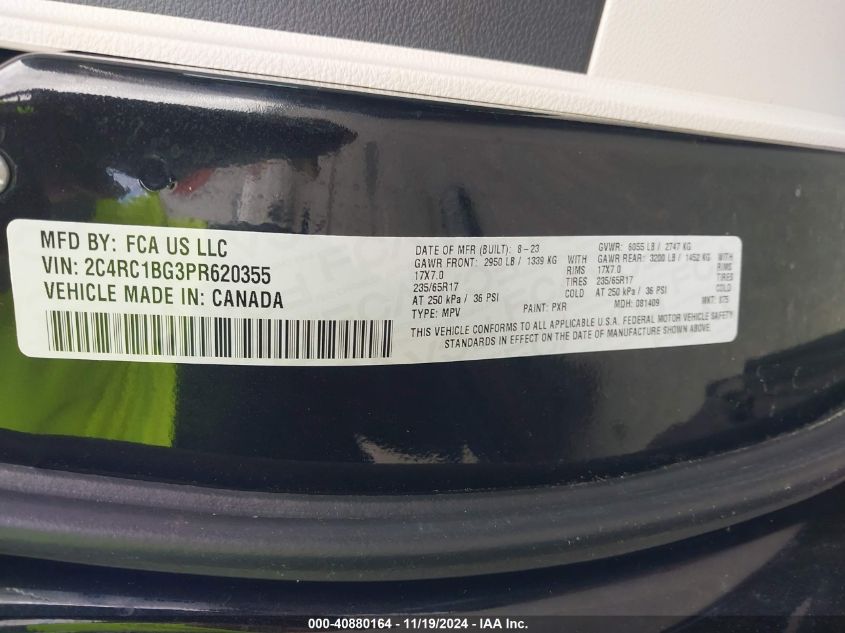 MFD BY: FCA US LLC
VIN: 2C4RC1BG3PR620355
VEHICLE MADE IN: CANADA
DATE OF MFR (BUILT): 8-23 GVWR: 6055 LB / 2747 KG
GAWR FRONT: 2950 LB / 1339 KG WITH GAWR REAR: 3200 LB / 1452 KG WITH
17X7.0 RIMS 17X7.0 RIMS
235/65R17 TIRES 235/65R17 TIRES
AT 250 kPa / 36 PSI COLD AT 250 kPa / 36 PSI COLD
TYPE: MPV PAINT: PXR MDH: 081409 MKT: 875
THIS VEHICLE CONFORMS TO ALL APPLICABLE U.S.A. FEDERAL MOTOR VEHICLE SAFETY
STANDARDS IN EFFECT ON THE DATE OF MANUFACTURE SHOWN ABOVE.
000-40880164 - 11/19/2024 - IAA Inc.